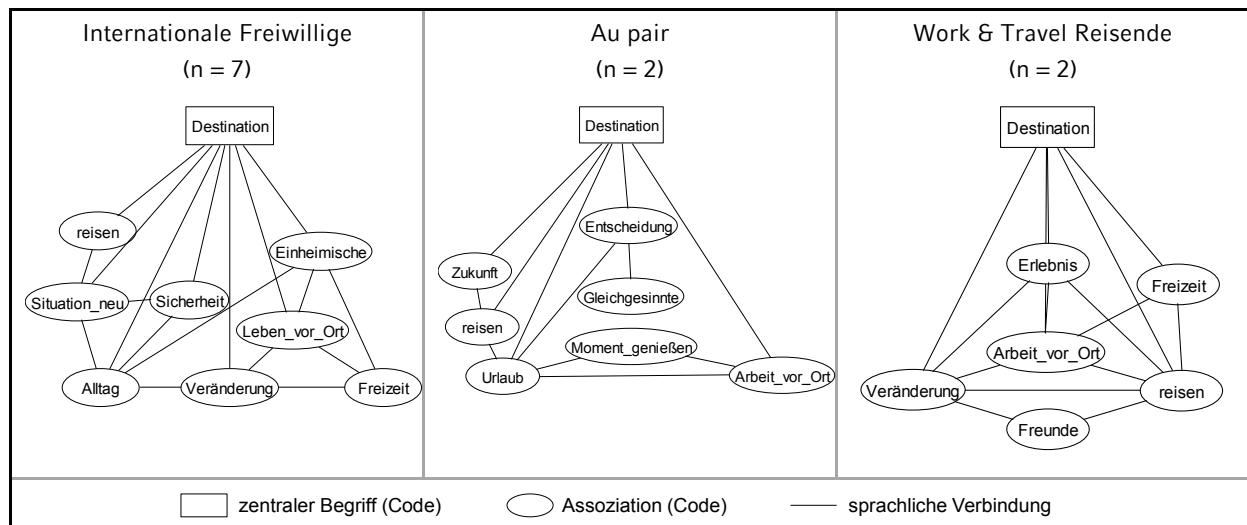 Internationale Freiwillige
(n = 7)
Destination
reisen
Einheimische
Situation_neu
Sicherheit
Leben_vor_Ort
Alltag
Veränderung
Freizeit
Au pair
(n = 2)
Destination
Entscheidung
Zukunft
Gleichgesinnte
reisen
Moment_genießen
Urlaub
Arbeit_vor_Ort
Work & Travel Reisende
(n = 2)
Destination
Erlebnis
Freizeit
Arbeit_vor_Ort
Veränderung
reisen
Freunde
zentraler Begriff (Code)
Assoziation (Code)
sprachliche Verbindung